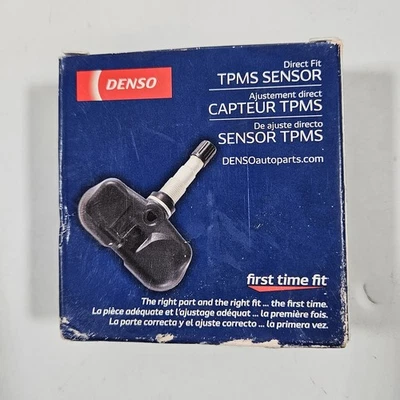 DENSO
Direct Fit
TPMS SENSOR
Ajustement direct
CAPTEUR TPMS
De ajuste directo
SENSOR TPMS
DENSOautoparts.com
first time fit
The right part and the right fit ... the first time.
La pièce adéquate et l'ajustage adéquat ... la première fois.
La parte correcta y el ajuste correcto ... la primera vez.